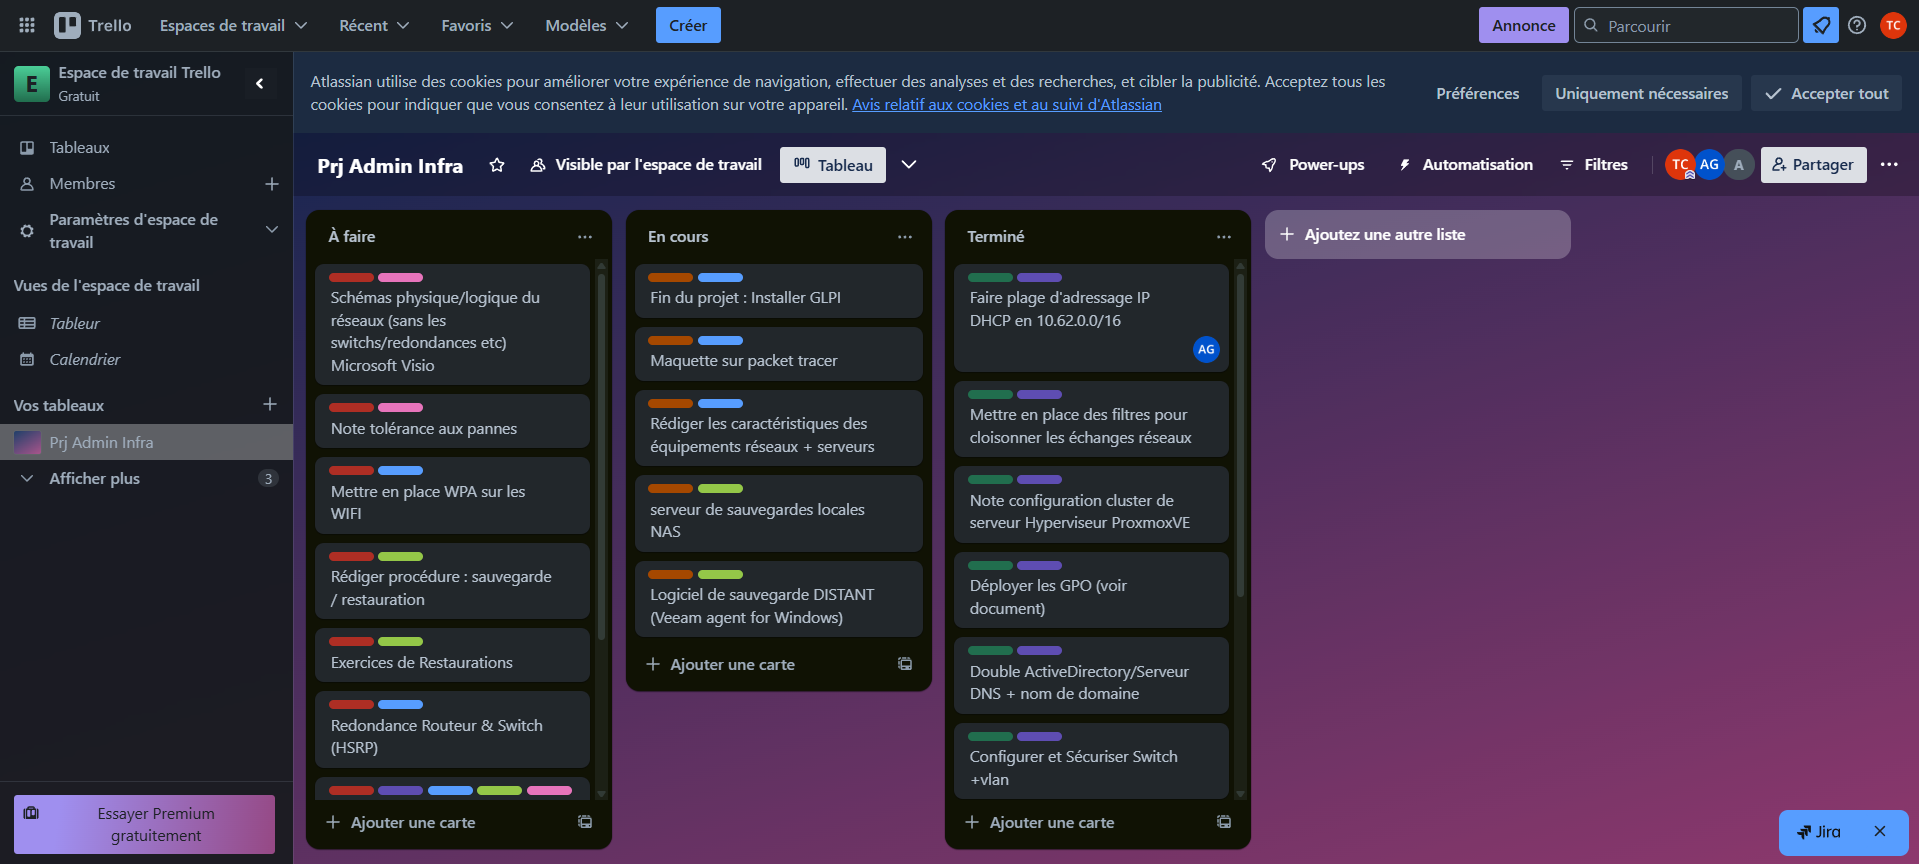 Trello
Espaces de travail
Récent
Favoris
Modèles
Créer
Annonce
Parcourir
TC
E
Espace de travail Trello
Gratuit
Tableaux
Membres
Paramètres d'espace de
travail
Vues de l'espace de travail
Tableur
Calendrier
Vos tableaux
Prj Admin Infra
Afficher plus
3
Essayer Premium
gratuitement
Atlassian utilise des cookies pour améliorer votre expérience de navigation, effectuer des analyses et des recherches, et cibler la publicité. Acceptez tous les
cookies pour indiquer que vous consentez à leur utilisation sur votre appareil. Avis relatif aux cookies et au suivi d'Atlassian
Préférences
Uniquement nécessaires
Accepter tout
Prj Admin Infra
Visible par l'espace de travail
Tableau
Power-ups
Automatisation
Filtres
TC
AG
A
Partager
À faire
Schémas physique/logique du
réseaux (sans les
switchs/redondances etc)
Microsoft Visio
Note tolérance aux pannes
Mettre en place WPA sur les
WIFI
Rédiger procédure : sauvegarde
/ restauration
Exercices de Restaurations
Redondance Routeur & Switch
(HSRP)
Ajouter une carte
En cours
Fin du projet : Installer GLPI
Maquette sur packet tracer
Rédiger les caractéristiques des
équipements réseaux + serveurs
serveur de sauvegardes locales
NAS
Logiciel de sauvegarde DISTANT
(Veeam agent for Windows)
Ajouter une carte
Terminé
Faire plage d'adressage IP
DHCP en 10.62.0.0/16
AG
Mettre en place des filtres pour
cloisonner les échanges réseaux
Note configuration cluster de
serveur Hyperviseur ProxmoxVE
Déployer les GPO (voir
document)
Double ActiveDirectory/Serveur
DNS + nom de domaine
Configurer et Sécuriser Switch
+vlan
Ajouter une carte
Ajoutez une autre liste
Jira